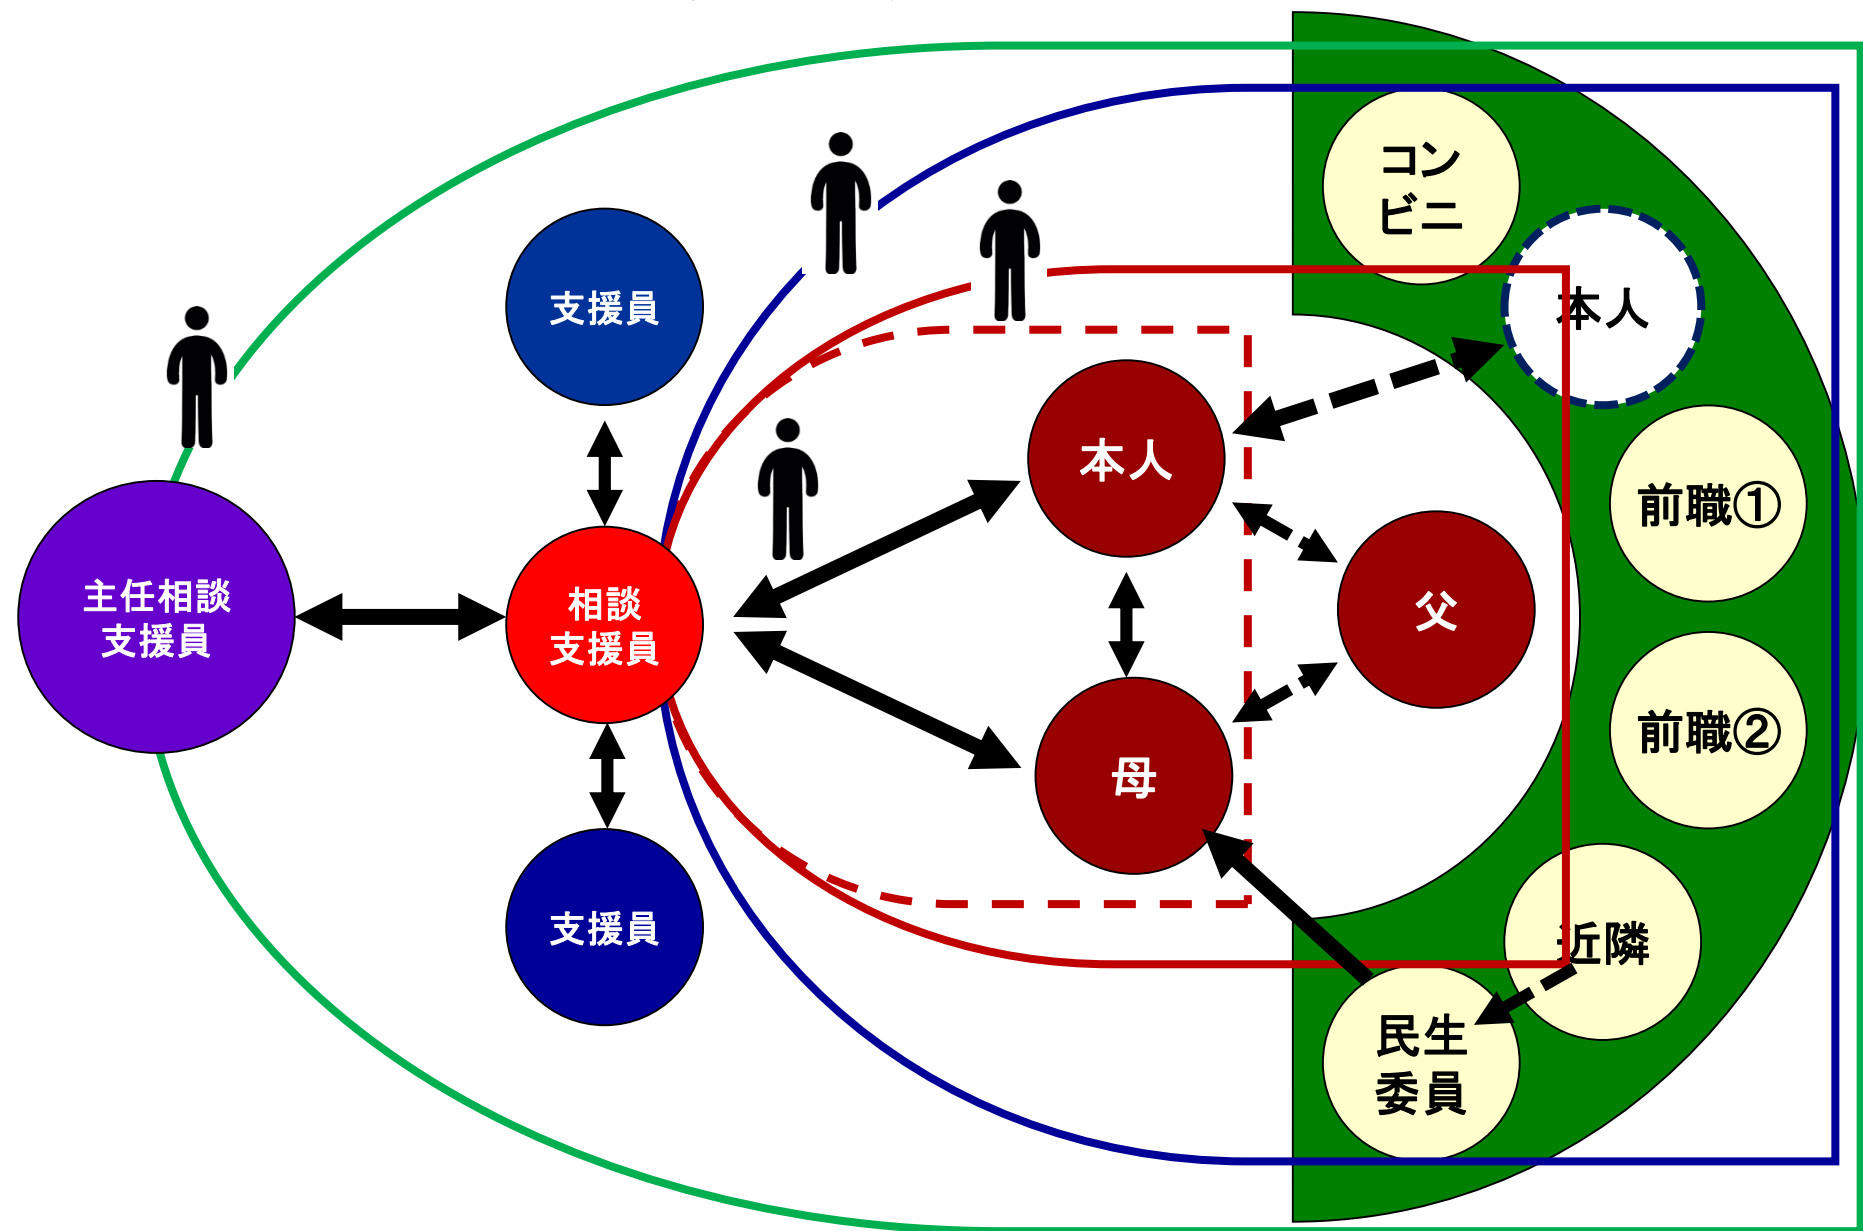 コン
ビニ
本人
支援員
本人
前職①
主任相談
支援員
相談
支援員
父
前職②
母
支援員
近隣
民生
委員